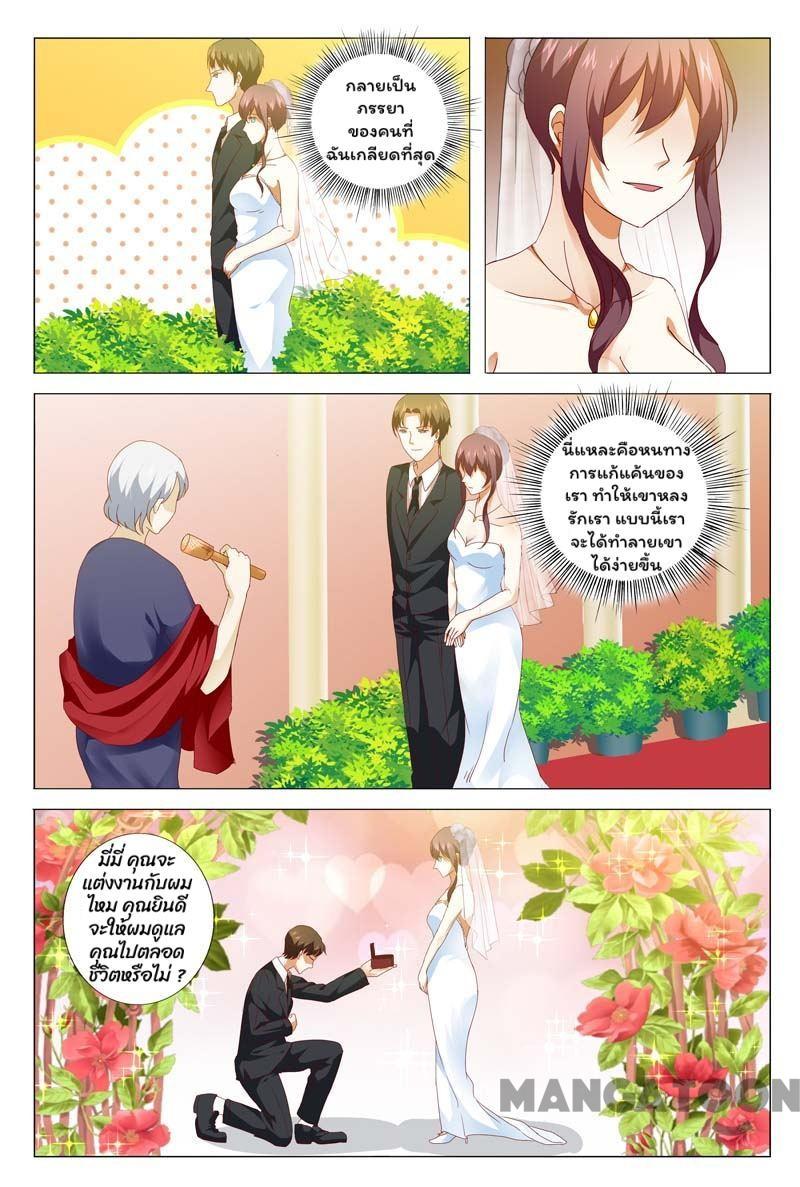 กลายเป็น
ภรรยา
ของคนที่
ฉันเกลียดที่สุด
นี่แหละคือหนทาง
การแก้แค้นของ
เรา ทำให้เขาหลง
รักเรา แบบนี้เรา
จะได้ทำลายเขา
ได้ง่ายขึ้น
มี่มี่ คุณจะ
แต่งงานกับผม
ไหม คุณยินดี
จะให้ผมดูแล
คุณไปตลอด
ชีวิตหรือไม่ ?
MANGATOON